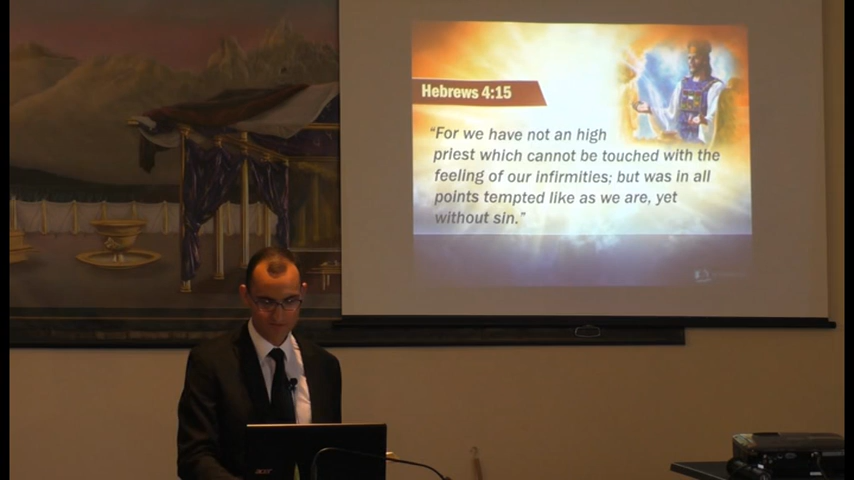 Hebrews 4:15
“For we have not an high
priest which cannot be touched with the
feeling of our infirmities; but was in all
points tempted like as we are, yet
without sin.”
acer